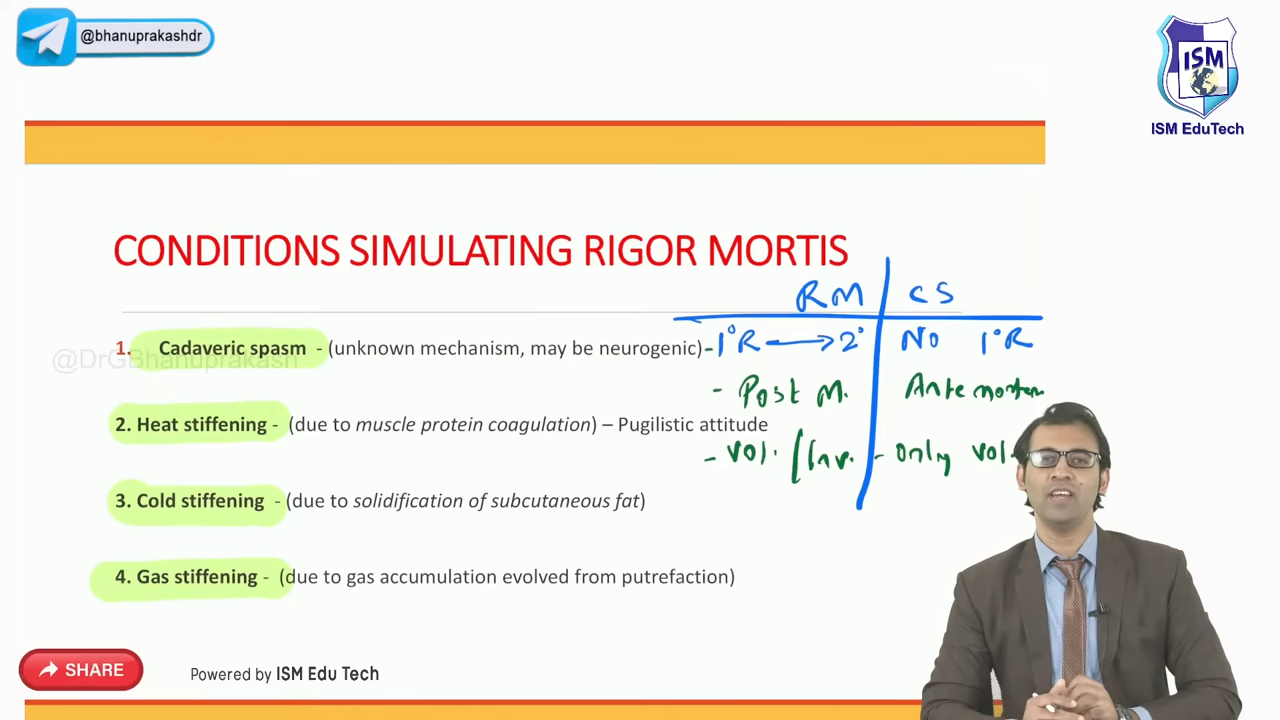 @bhanuprakashdr
ISM
ISM EduTech
CONDITIONS SIMULATING RIGOR MORTIS
RM CS
1. Cadaveric spasm - (unknown mechanism, may be neurogenic)
@DrGBhanuprakash
- 1°R → 2° No 1°R
- Post M. Ante mortem
2. Heat stiffening - (due to muscle protein coagulation) – Pugilistic attitude
- Vol. / Inv. - only vol.
3. Cold stiffening - (due to solidification of subcutaneous fat)
4. Gas stiffening - (due to gas accumulation evolved from putrefaction)
SHARE
Powered by ISM Edu Tech